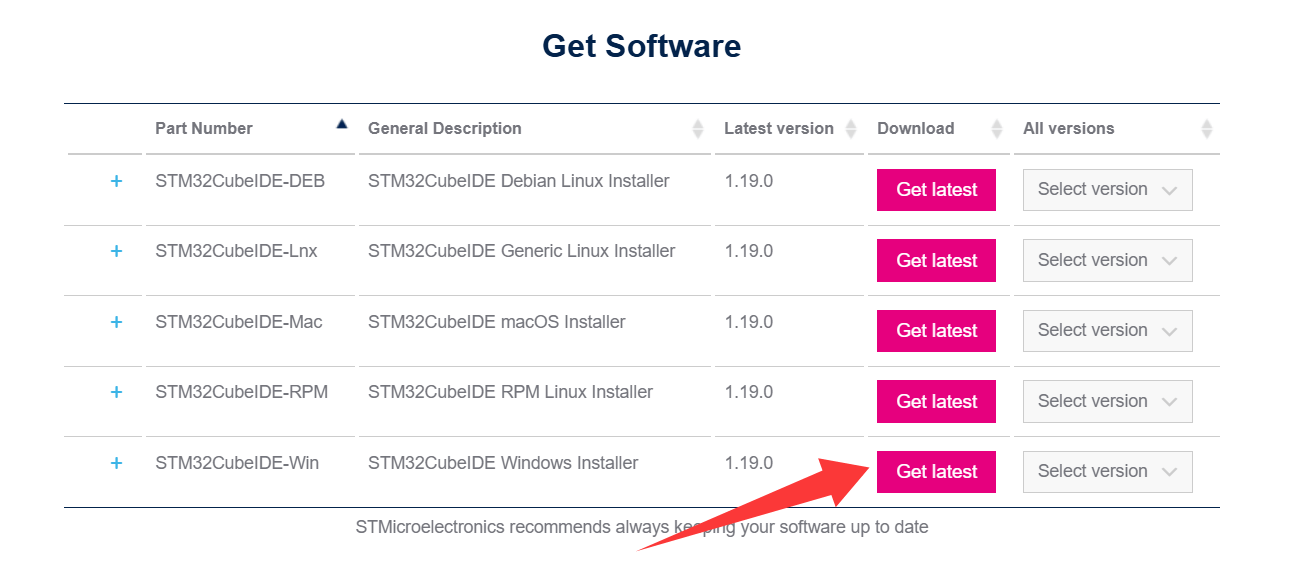 Get Software
Part Number General Description Latest version Download All versions
+ STM32CubeIDE-DEB STM32CubeIDE Debian Linux Installer 1.19.0 Get latest Select version
+ STM32CubeIDE-Lnx STM32CubeIDE Generic Linux Installer 1.19.0 Get latest Select version
+ STM32CubeIDE-Mac STM32CubeIDE macOS Installer 1.19.0 Get latest Select version
+ STM32CubeIDE-RPM STM32CubeIDE RPM Linux Installer 1.19.0 Get latest Select version
+ STM32CubeIDE-Win STM32CubeIDE Windows Installer 1.19.0 Get latest Select version
STMicroelectronics recommends always keeping your software up to date